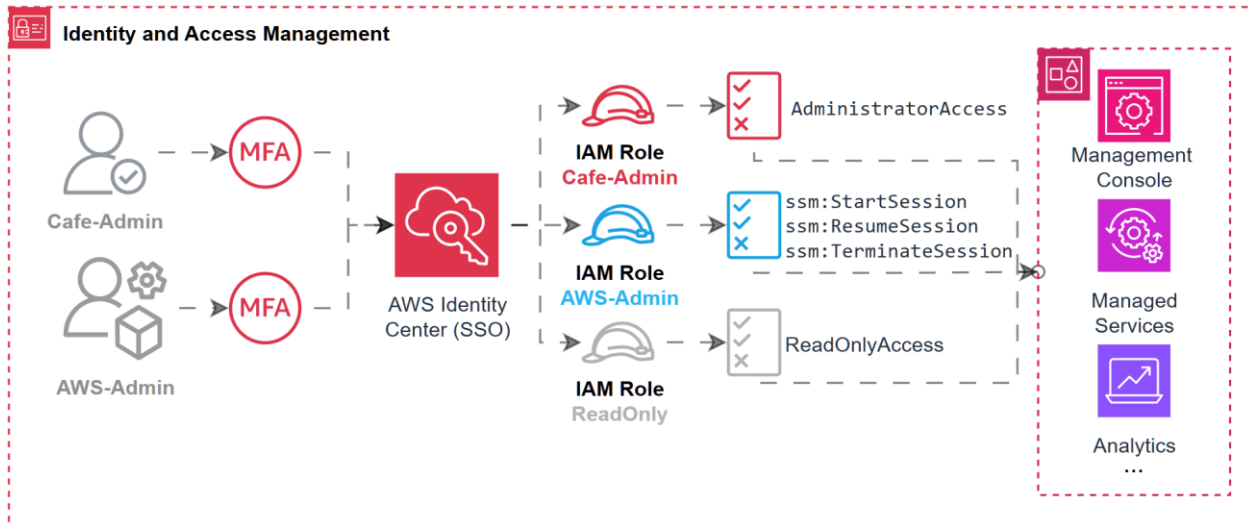 Identity and Access Management
MFA
Cafe-Admin
MFA
AWS-Admin
AWS Identity
Center (SSO)
IAM Role
Cafe-Admin
AdministratorAccess
IAM Role
AWS-Admin
ssm:StartSession
ssm:ResumeSession
ssm:TerminateSession
IAM Role
ReadOnly
ReadOnlyAccess
Management
Console
Managed
Services
Analytics
...